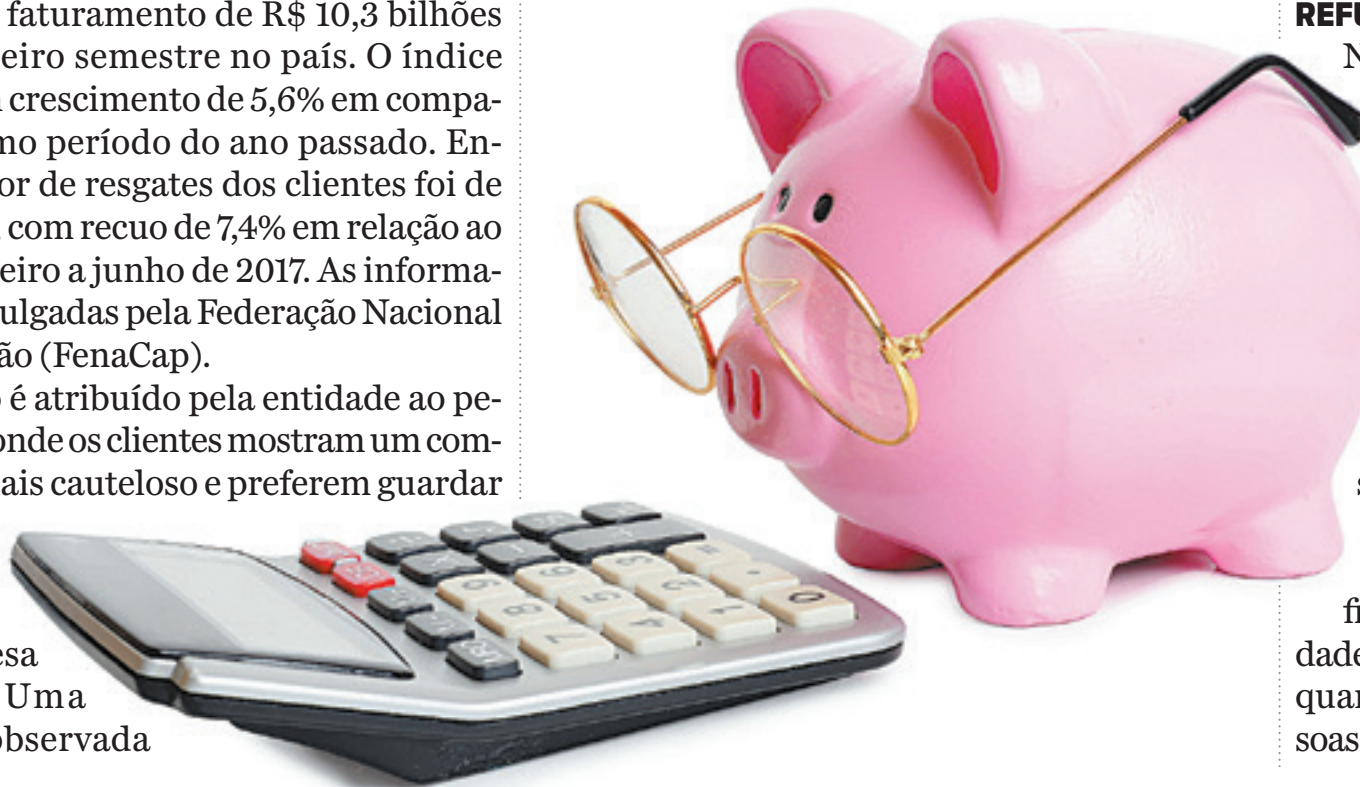 faturamento de R$ 10,3 bilhões
eiro semestre no país. O índice
crescimento de 5,6% em compa-
mo período do ano passado. En-
or de resgates dos clientes foi de
com recuo de 7,4% em relação ao
eiro a junho de 2017. As informa-
ulgadas pela Federação Nacional
ão (FenaCap).
é atribuído pela entidade ao pe-
onde os clientes mostram um com-
ais cauteloso e preferem guardar
esa
Uma
observada
REFU
N
s
fi
dade
quan
soas